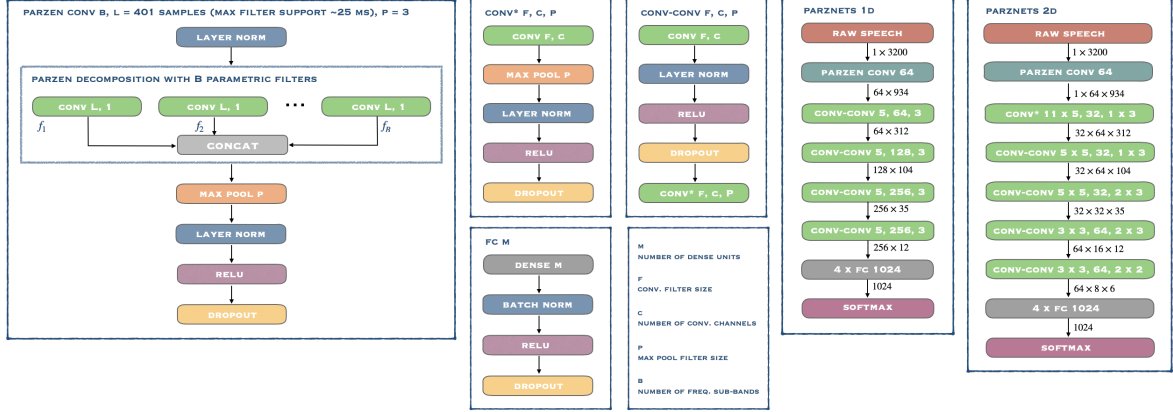 PARZEN CONV B, L = 401 SAMPLES (MAX FILTER SUPPORT ~25 MS), P = 3
LAYER NORM
PARZEN DECOMPOSITION WITH B PARAMETRIC FILTERS
CONV L, 1
CONV L, 1
•••
CONV L, 1
f1
f2
fB
CONCAT
MAX POOL P
LAYER NORM
RELU
DROPOUT
CONV* F, C, P
CONV F, C
MAX POOL P
LAYER NORM
RELU
DROPOUT
CONV-CONV F, C, P
CONV F, C
LAYER NORM
RELU
DROPOUT
CONV* F, C, P
FC M
DENSE M
BATCH NORM
RELU
DROPOUT
M
NUMBER OF DENSE UNITS
F
CONV. FILTER SIZE
C
NUMBER OF CONV. CHANNELS
P
MAX POOL FILTER SIZE
B
NUMBER OF FREQ. SUB-BANDS
PARZNETS 1D
RAW SPEECH
1 × 3200
PARZEN CONV 64
64 × 934
CONV-CONV 5, 64, 3
64 × 312
CONV-CONV 5, 128, 3
128 × 104
CONV-CONV 5, 256, 3
256 × 35
CONV-CONV 5, 256, 3
256 × 12
4 X FC 1024
1024
SOFTMAX
PARZNETS 2D
RAW SPEECH
1 × 3200
PARZEN CONV 64
1 × 64 × 934
CONV* 11 X 5, 32, 1 X 3
32 × 64 × 312
CONV-CONV 5 X 5, 32, 1 X 3
32 × 64 × 104
CONV-CONV 5 X 5, 32, 2 X 3
32 × 32 × 35
CONV-CONV 3 X 3, 64, 2 X 3
64 × 16 × 12
CONV-CONV 3 X 3, 64, 2 X 2
64 × 8 × 6
4 X FC 1024
1024
SOFTMAX